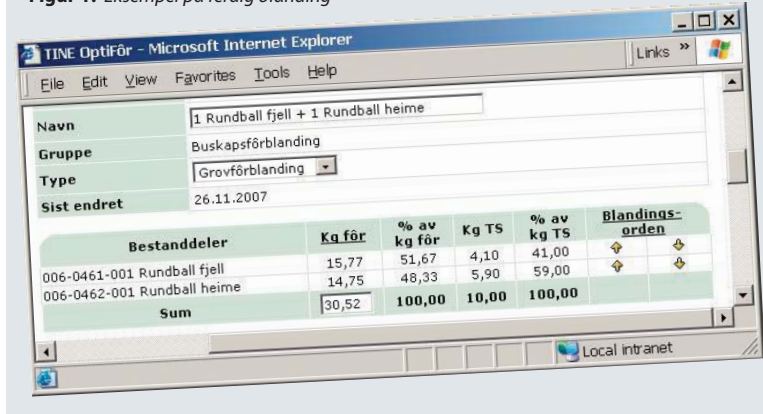 Figur 1. Eksempel på ferdig blanding
TINE OptiFôr - Microsoft Internet Explorer
File Edit View Favorites Tools Help
Links »
Navn 1 Rundball fjell + 1 Rundball heime
Gruppe Buskapsfôrblanding
Type Grovfôrblanding
Sist endret 26.11.2007
Bestanddeler Kg fôr % av kg fôr Kg TS % av kg TS Blandings-orden
006-0461-001 Rundball fjell 15,77 51,67 4,10 41,00
006-0462-001 Rundball heime 14,75 48,33 5,90 59,00
Sum 30,52 100,00 10,00 100,00
Local intranet